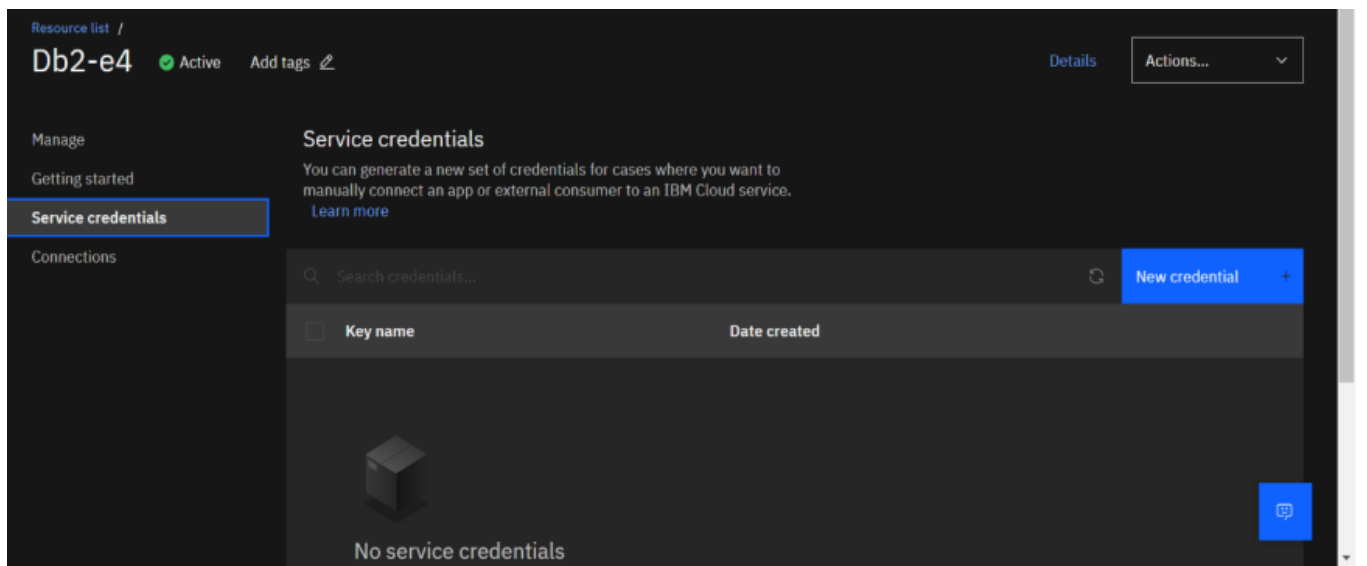 Resource list /
Db2-e4 Active Add tags Details Actions...
Manage
Getting started
Service credentials
Connections
Service credentials
You can generate a new set of credentials for cases where you want to
manually connect an app or external consumer to an IBM Cloud service.
Learn more
Search credentials... New credential +
Key name Date created
No service credentials